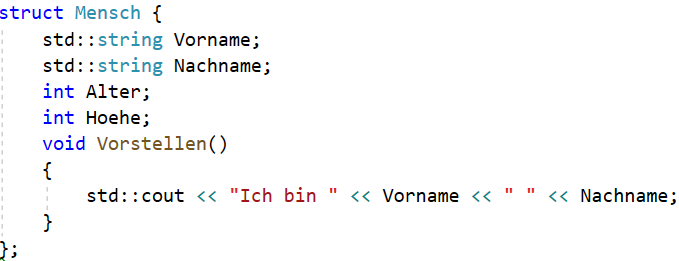 struct Mensch {
    std::string Vorname;
    std::string Nachname;
    int Alter;
    int Hoehe;
    void Vorstellen()
    {
        std::cout << "Ich bin " << Vorname << " " << Nachname;
    }
};